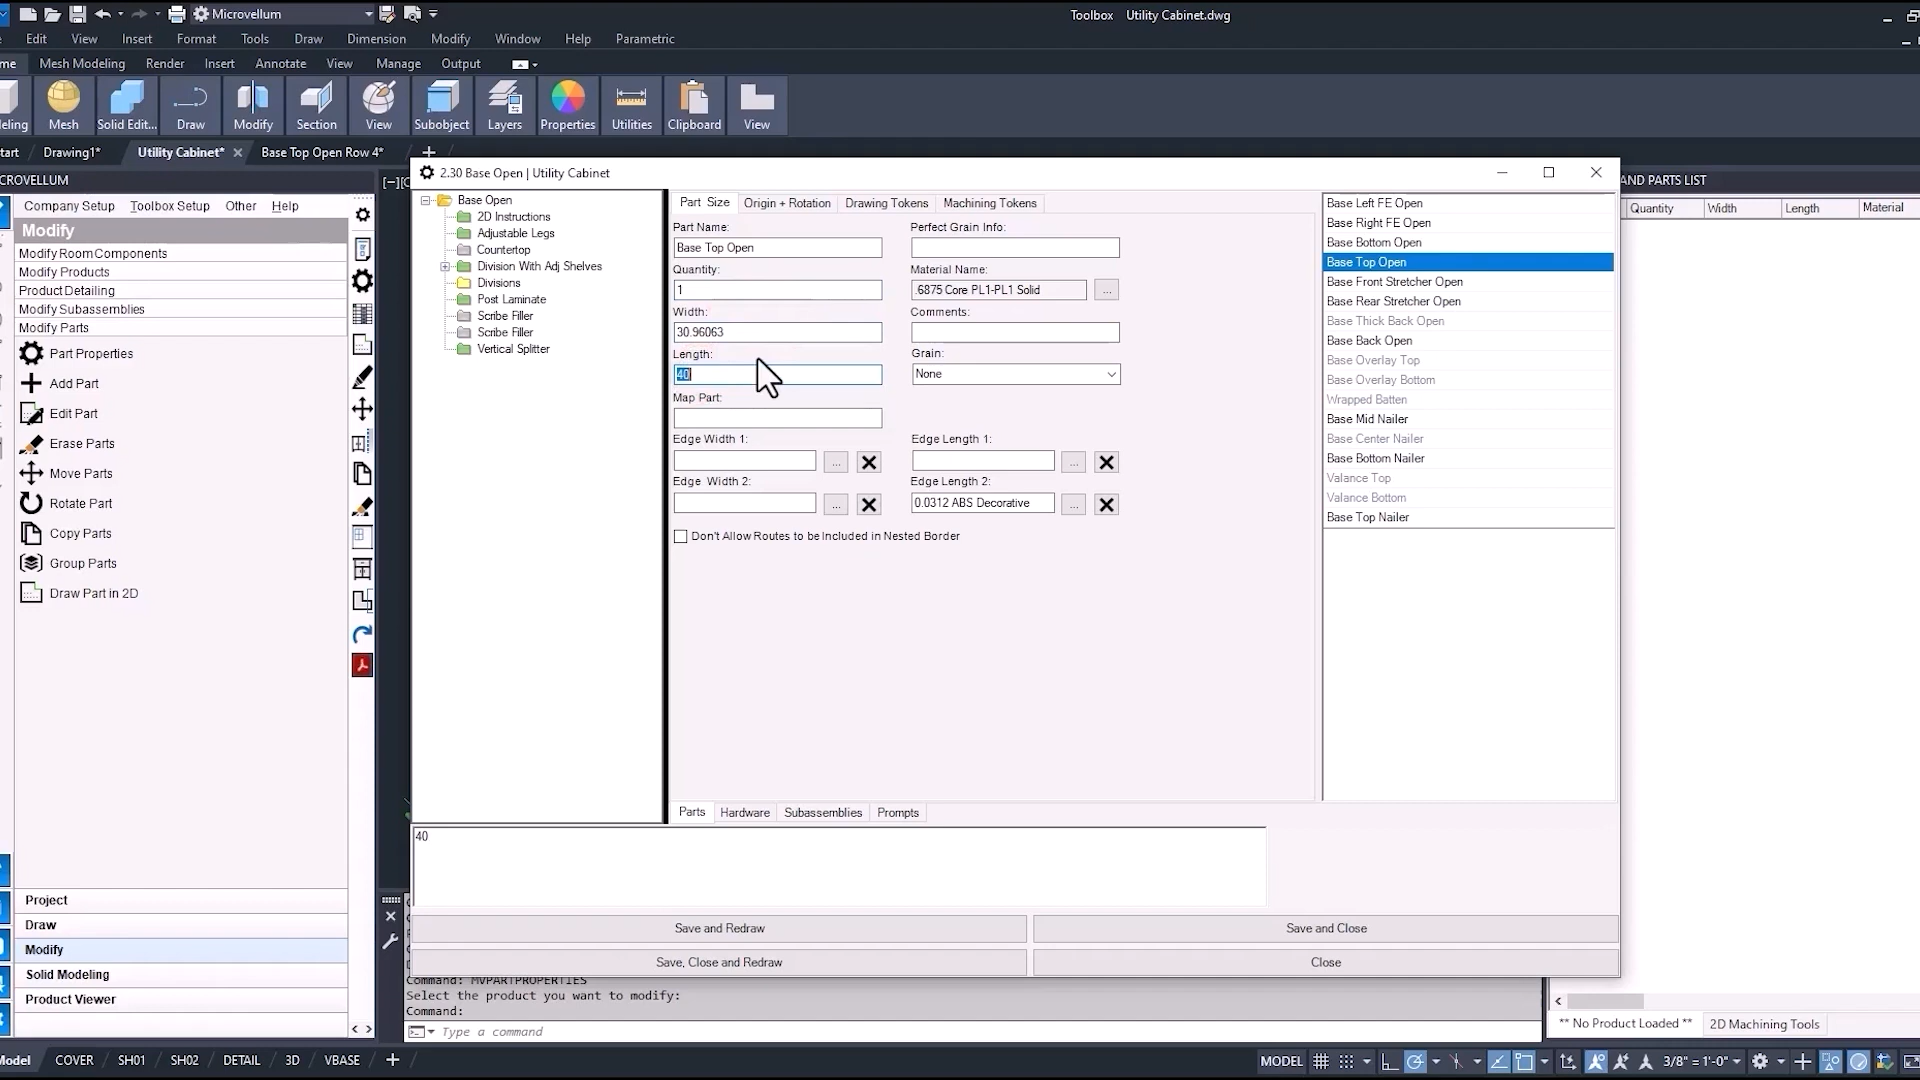 Microvellum
Toolbox Utility Cabinet.dwg
Edit View Insert Format Tools Draw Dimension Modify Window Help Parametric
me Mesh Modeling Render Insert Annotate View Manage Output
eling Mesh Solid Edit... Draw Modify Section View Subobject Layers Properties Utilities Clipboard View
tart Drawing1* Utility Cabinet* Base Top Open Row 4*
CROVELLUM
Company Setup Toolbox Setup Other Help
Modify
Modify Room Components
Modify Products
Product Detailing
Modify Subassemblies
Modify Parts
Part Properties
Add Part
Edit Part
Erase Parts
Move Parts
Rotate Part
Copy Parts
Group Parts
Draw Part in 2D
Project
Draw
Modify
Solid Modeling
Product Viewer
2.30 Base Open | Utility Cabinet
Base Open
2D Instructions
Adjustable Legs
Countertop
Division With Adj Shelves
Divisions
Post Laminate
Scribe Filler
Scribe Filler
Vertical Splitter
Part Size Origin + Rotation Drawing Tokens Machining Tokens
Part Name: Perfect Grain Info:
Base Top Open
Quantity: Material Name:
1 .6875 Core PL1-PL1 Solid ...
Width: Comments:
30.96063
Length: Grain:
40 None
Map Part:
Edge Width 1: Edge Length 1:
... ...
Edge Width 2: Edge Length 2:
... 0.0312 ABS Decorative ...
Don't Allow Routes to be Included in Nested Border
Parts Hardware Subassemblies Prompts
40
Save and Redraw Save and Close
Save, Close and Redraw Close
Base Left FE Open
Base Right FE Open
Base Bottom Open
Base Top Open
Base Front Stretcher Open
Base Rear Stretcher Open
Base Thick Back Open
Base Back Open
Base Overlay Top
Base Overlay Bottom
Wrapped Batten
Base Mid Nailer
Base Center Nailer
Base Bottom Nailer
Valance Top
Valance Bottom
Base Top Nailer
AND PARTS LIST
Quantity Width Length Material
** No Product Loaded ** 2D Machining Tools
Command: MVPARTPROPERTIES
Select the product you want to modify:
Command:
Type a command
Model COVER SH01 SH02 DETAIL 3D VBASE
MODEL 3/8" = 1'-0"